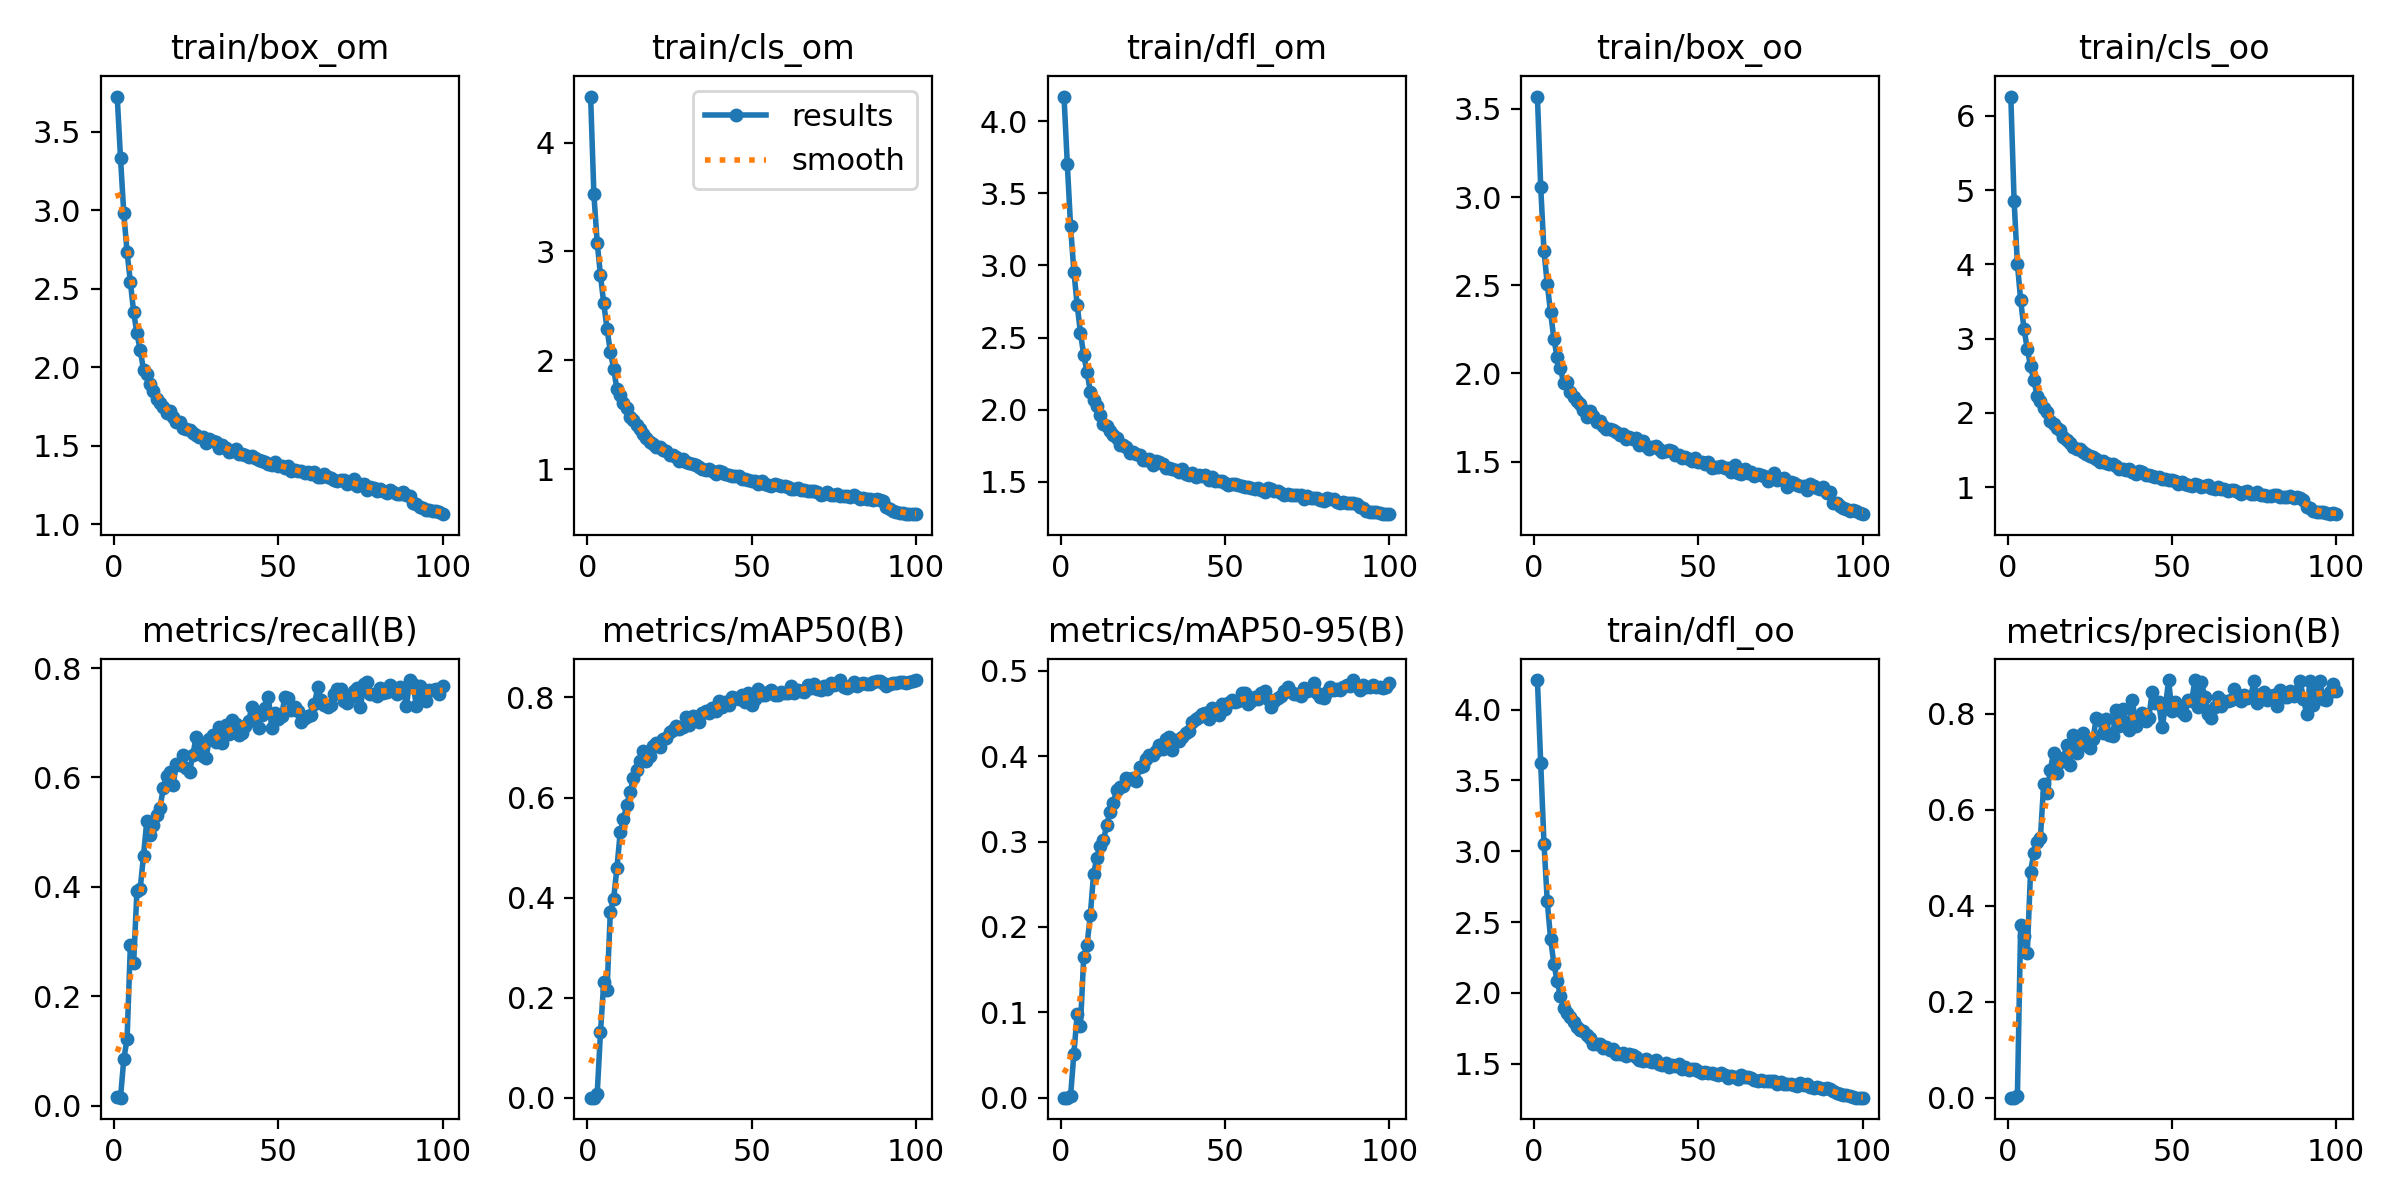 train/box_om
3.5
3.0
2.5
2.0
1.5
1.0
0 50 100
train/cls_om
results
smooth
4
3
2
1
0 50 100
train/dfl_om
4.0
3.5
3.0
2.5
2.0
1.5
0 50 100
train/box_oo
3.5
3.0
2.5
2.0
1.5
0 50 100
train/cls_oo
6
5
4
3
2
1
0 50 100
metrics/recall(B)
0.8
0.6
0.4
0.2
0.0
0 50 100
metrics/mAP50(B)
0.8
0.6
0.4
0.2
0.0
0 50 100
metrics/mAP50-95(B)
0.5
0.4
0.3
0.2
0.1
0.0
0 50 100
train/dfl_oo
4.0
3.5
3.0
2.5
2.0
1.5
0 50 100
metrics/precision(B)
0.8
0.6
0.4
0.2
0.0
0 50 100